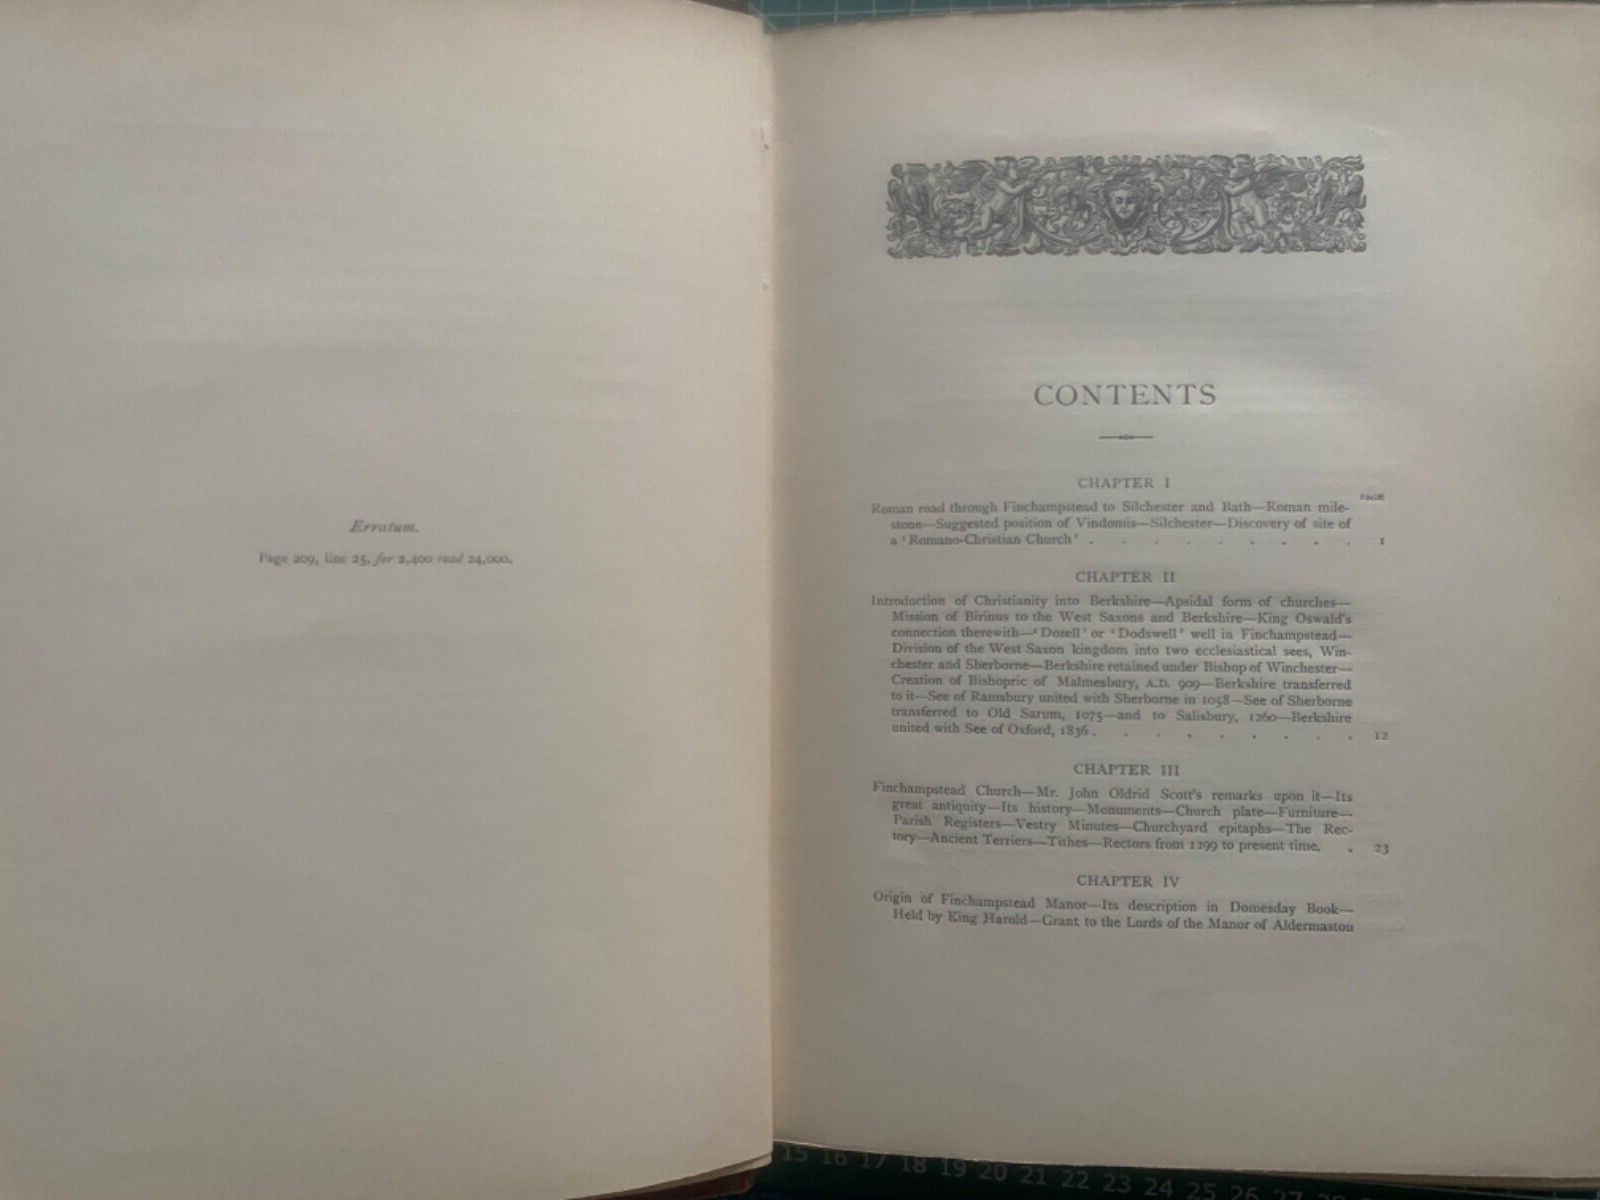 Erratum.
Page 209, line 25, for 2,400 read 24,000.
CONTENTS
CHAPTER I
PAGE
Roman road through Finchampstead to Silchester and Bath—Roman mile-
stone—Suggested position of Vindomis—Silchester—Discovery of site of
a ‘Romano-Christian Church’ . . . . . . . . . 1
CHAPTER II
Introduction of Christianity into Berkshire—Apsidal form of churches—
Mission of Birinus to the West Saxons and Berkshire—King Oswald's
connection therewith—‘Dozell’ or ‘Dodswell’ well in Finchampstead—
Division of the West Saxon kingdom into two ecclesiastical sees, Win-
chester and Sherborne—Berkshire retained under Bishop of Winchester—
Creation of Bishopric of Malmesbury, A.D. 909—Berkshire transferred
to it—See of Ramsbury united with Sherborne in 1058—See of Sherborne
transferred to Old Sarum, 1075—and to Salisbury, 1260—Berkshire
united with See of Oxford, 1836 . . . . . . . . . 12
CHAPTER III
Finchampstead Church—Mr. John Oldrid Scott's remarks upon it—Its
great antiquity—Its history—Monuments—Church plate—Furniture—
Parish Registers—Vestry Minutes—Churchyard epitaphs—The Rec-
tory—Ancient Terriers—Tithes—Rectors from 1299 to present time. . 23
CHAPTER IV
Origin of Finchampstead Manor—Its description in Domesday Book—
Held by King Harold—Grant to the Lords of the Manor of Aldermaston
15 16 17 18 19 20 21 22 23 24 25 26 27 28